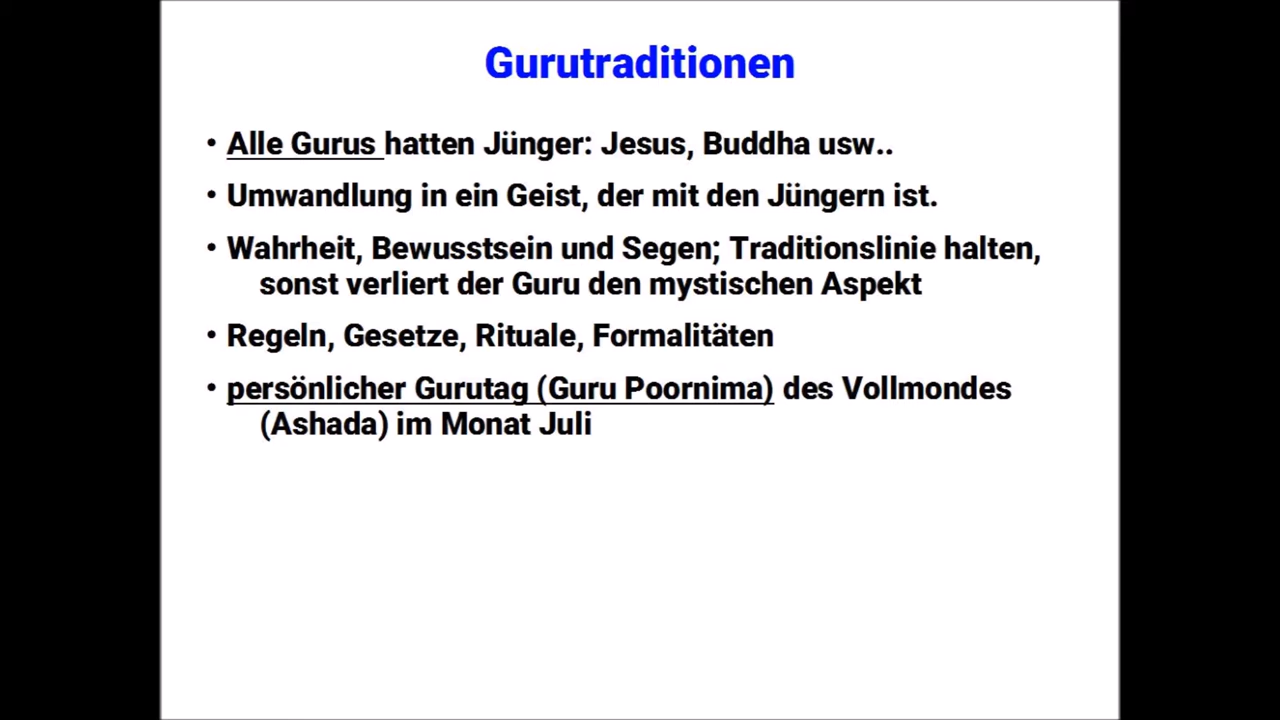 Gurutraditionen
• Alle Gurus hatten Jünger: Jesus, Buddha usw..
• Umwandlung in ein Geist, der mit den Jüngern ist.
• Wahrheit, Bewusstsein und Segen; Traditionslinie halten,
sonst verliert der Guru den mystischen Aspekt
• Regeln, Gesetze, Rituale, Formalitäten
• persönlicher Gurutag (Guru Poornima) des Vollmondes
(Ashada) im Monat Juli